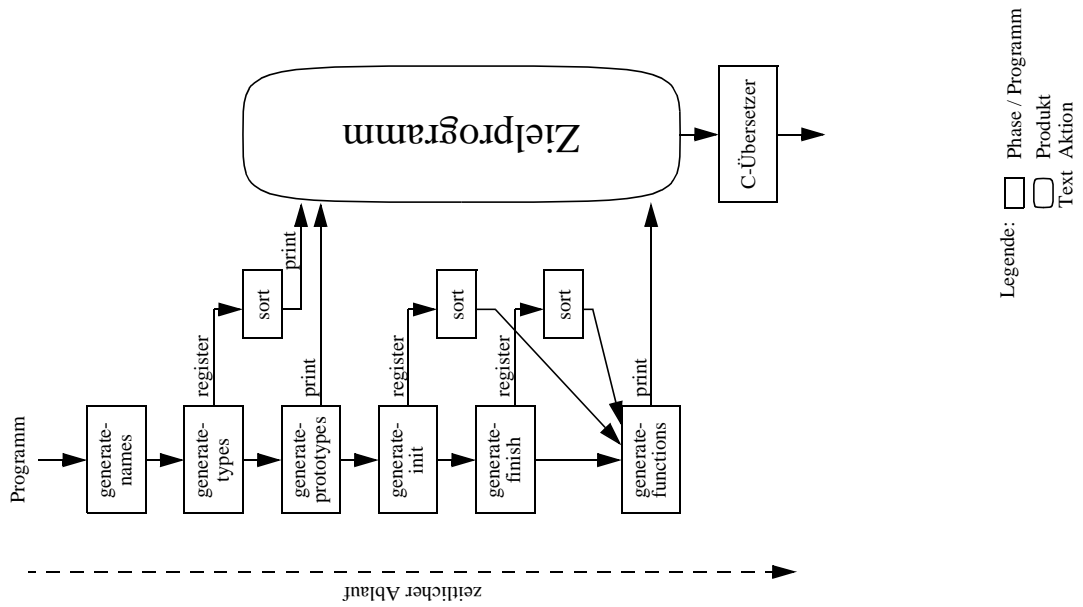 Programm
generate-
names
generate-
types
generate-
prototypes
generate-
init
generate-
finish
generate-
functions
register
print
register
register
print
sort
print
sort
sort
Zielprogramm
C-Übersetzer
zeitlicher Ablauf
Legende:
Phase / Programm
Produkt
Text Aktion